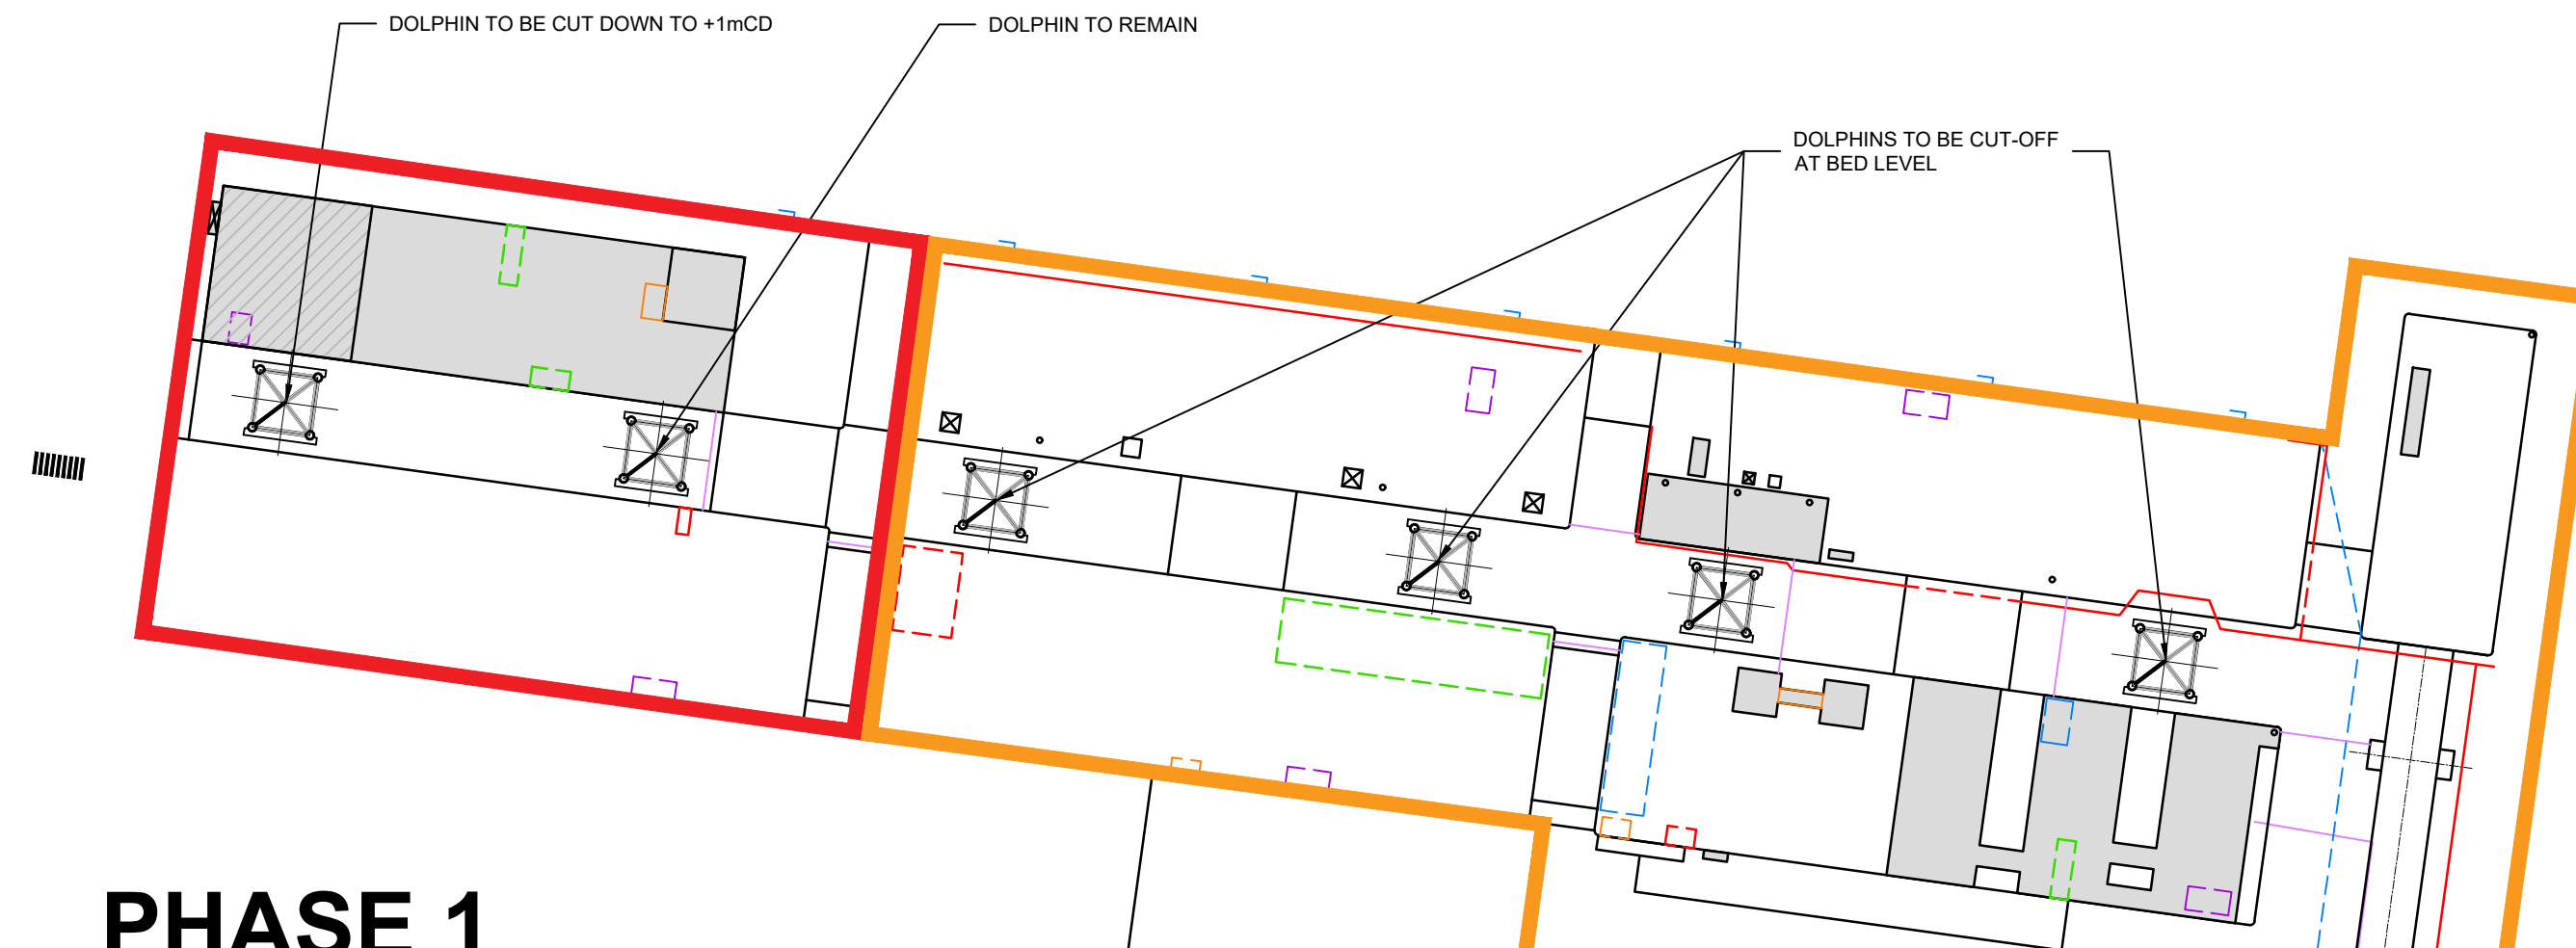 DOLPHIN TO BE CUT DOWN TO +1mCD
DOLPHIN TO REMAIN
DOLPHINS TO BE CUT-OFF
AT BED LEVEL
PHASE 1